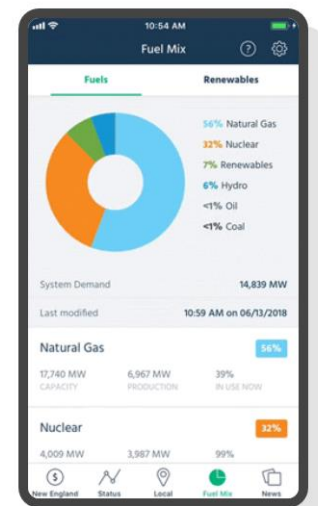 10:54 AM
Fuel Mix
?
Fuels Renewables
56% Natural Gas
32% Nuclear
7% Renewables
6% Hydro
<1% Oil
<1% Coal
System Demand 14,839 MW
Last modified 10:59 AM on 06/13/2018
Natural Gas 56%
17,740 MW 6,967 MW 39%
CAPACITY PRODUCTION IN USE NOW
Nuclear 32%
4,009 MW 3,987 MW 99%
$
New England Status Local Fuel Mix News